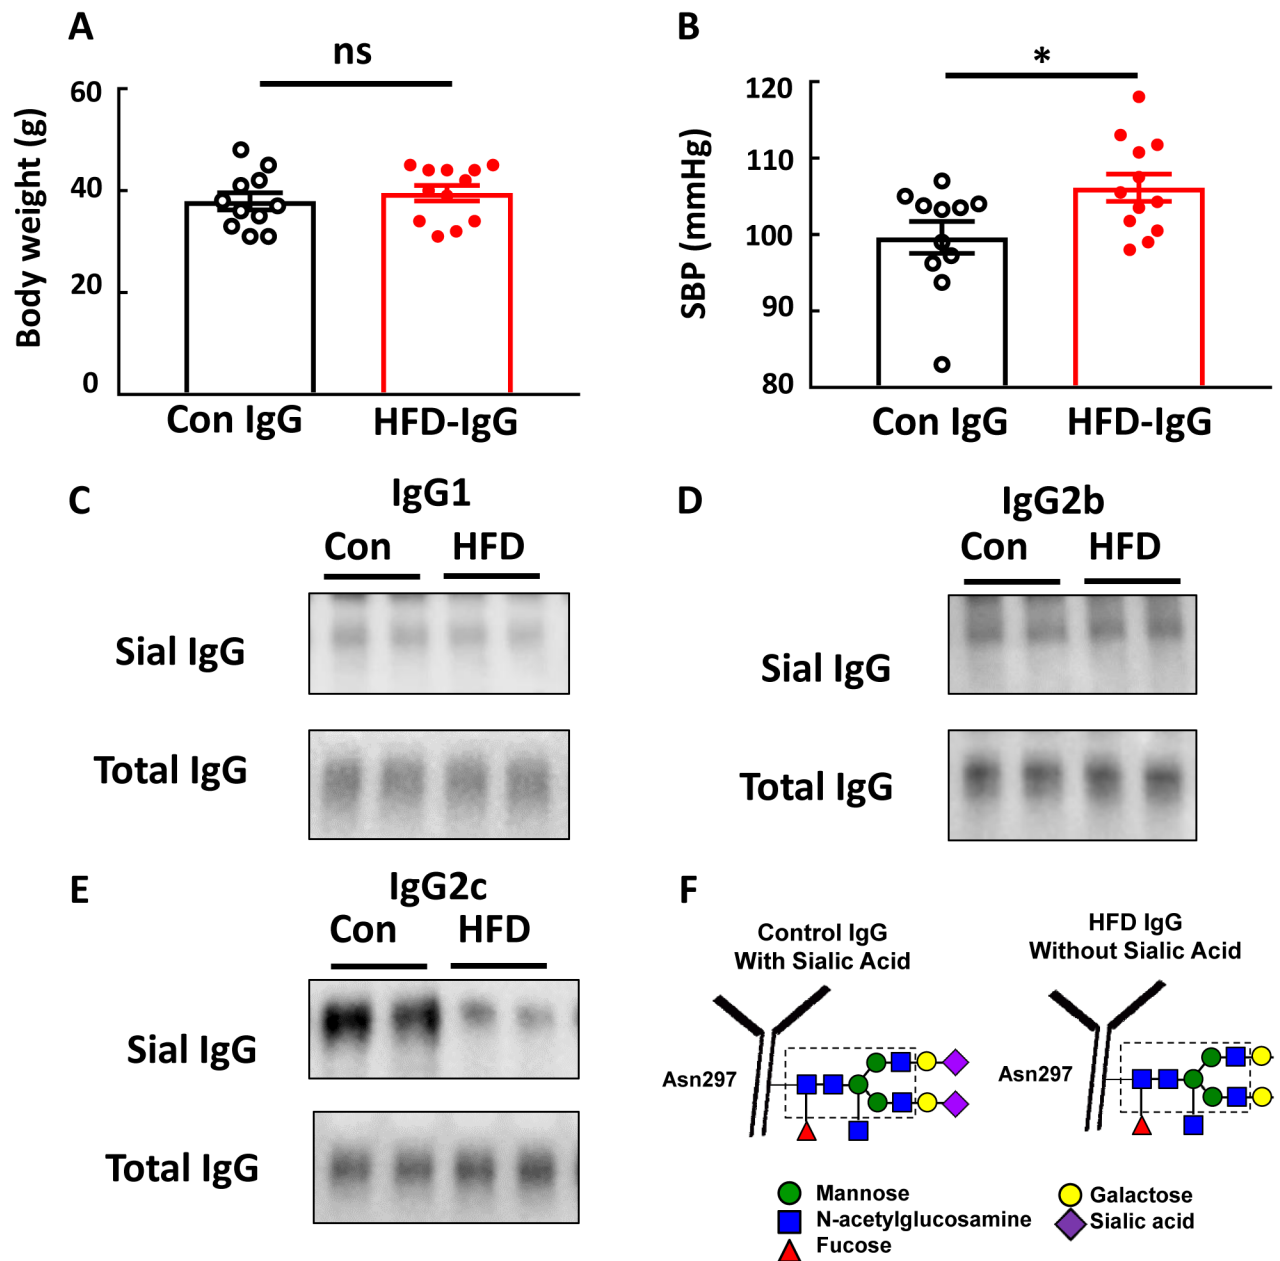 A
ns
60
40
20
0
Body weight (g)
Con IgG
HFD-IgG
B
*
120
110
100
90
80
SBP (mmHg)
Con IgG
HFD-IgG
C
IgG1
Con HFD
Sial IgG
Total IgG
D
IgG2b
Con HFD
Sial IgG
Total IgG
E
IgG2c
Con HFD
Sial IgG
Total IgG
F
Control IgG
With Sialic Acid
HFD IgG
Without Sialic Acid
Asn297
Asn297
Mannose
N-acetylglucosamine
Fucose
Galactose
Sialic acid